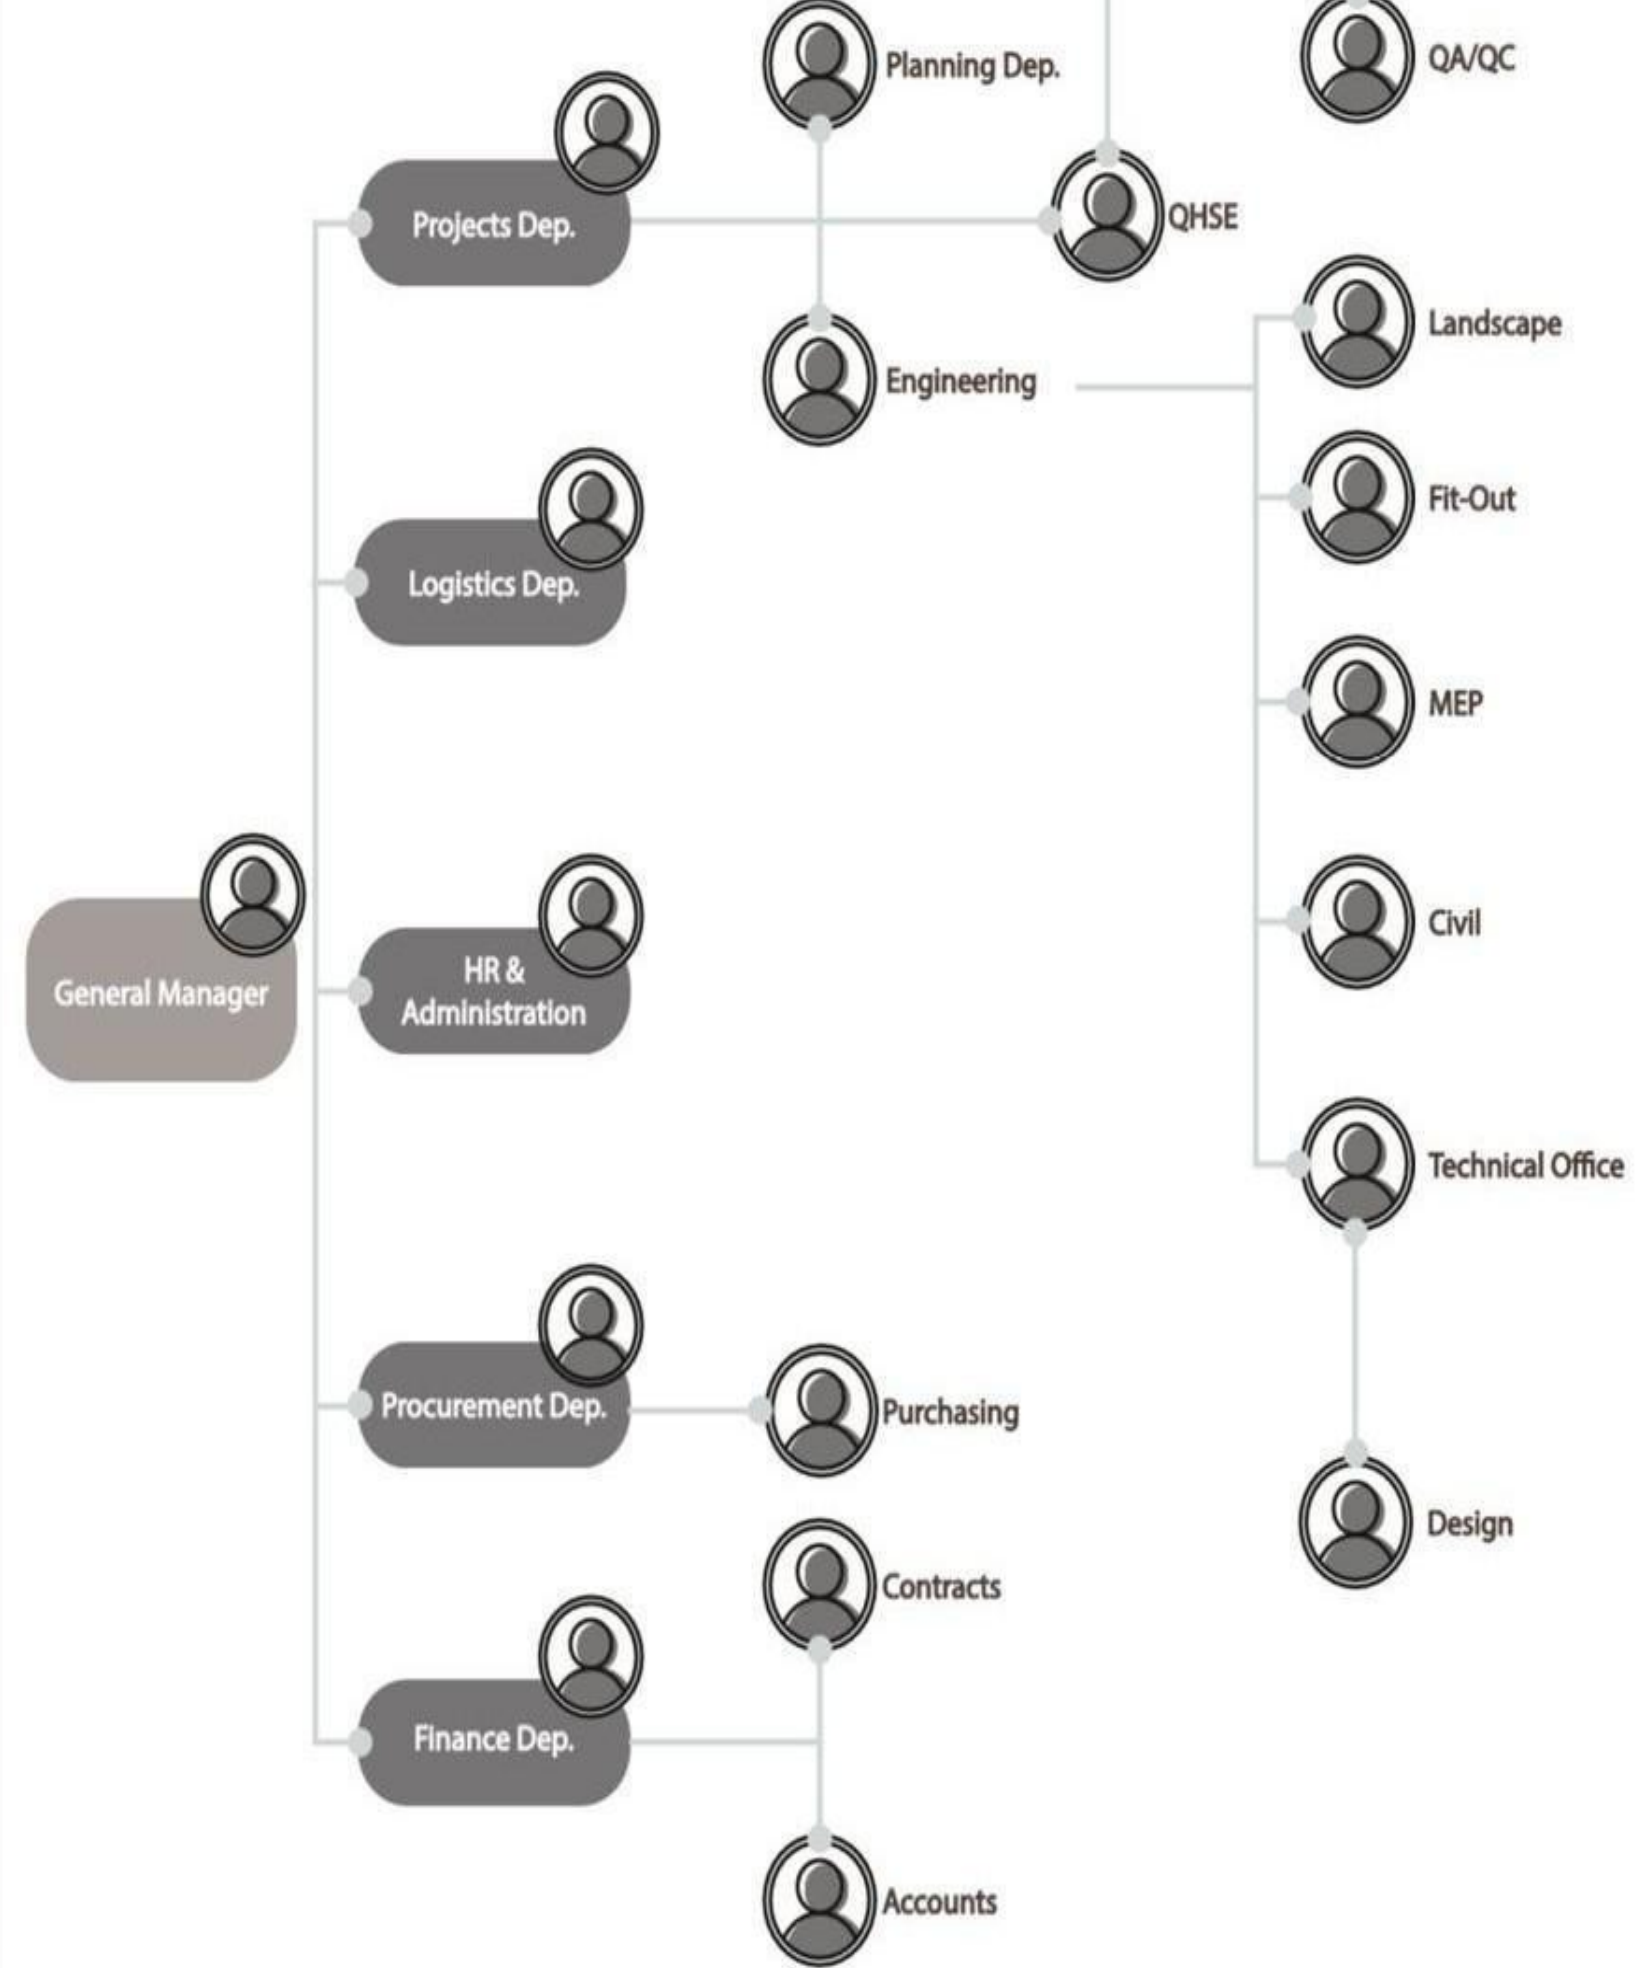 Planning Dep.
QA/QC
Projects Dep.
QHSE
Landscape
Engineering
Fit-Out
Logistics Dep.
MEP
Civil
General Manager
HR &
Administration
Technical Office
Procurement Dep.
Purchasing
Design
Contracts
Finance Dep.
Accounts